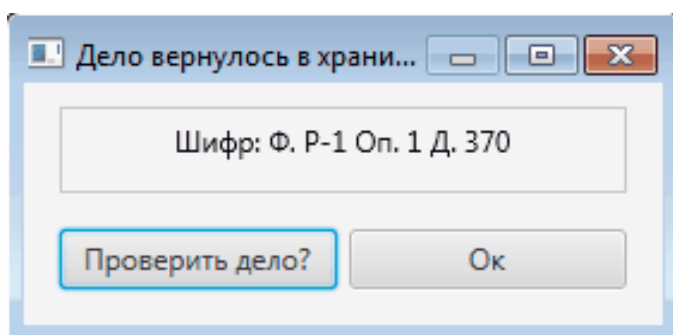 Дело вернулось в храни...
Шифр: Ф. Р-1 Оп. 1 Д. 370
Проверить дело?
Ок